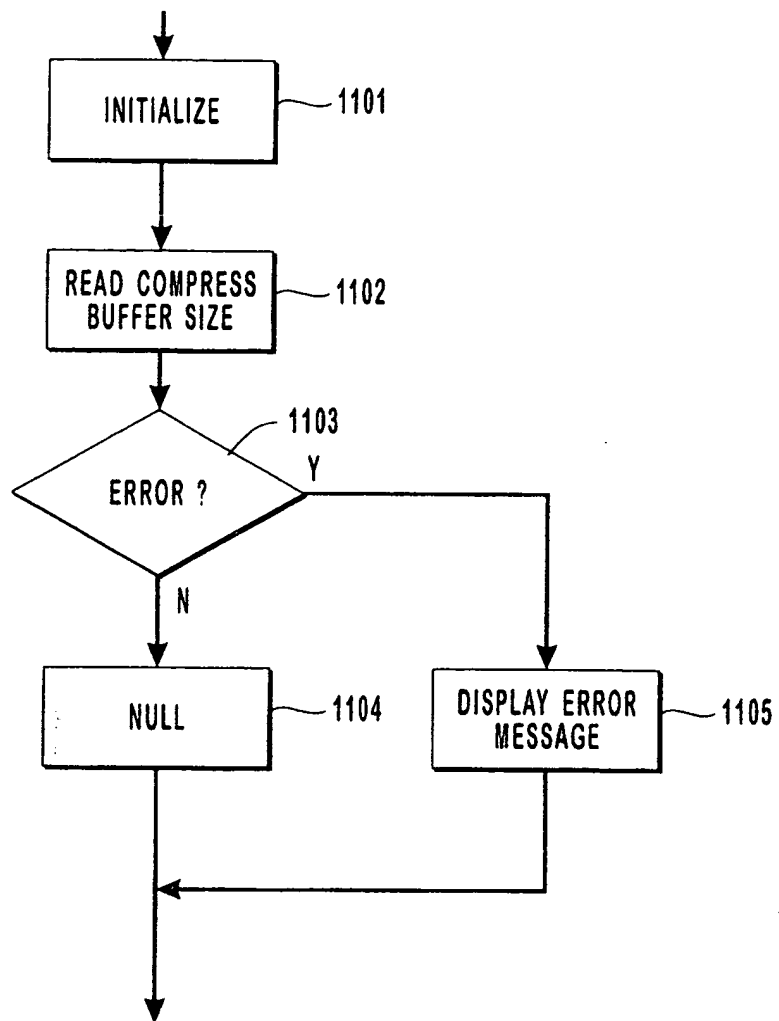 INITIALIZE
1101
READ COMPRESS
BUFFER SIZE
1102
1103
ERROR ?
Y
N
NULL
1104
DISPLAY ERROR
MESSAGE
1105